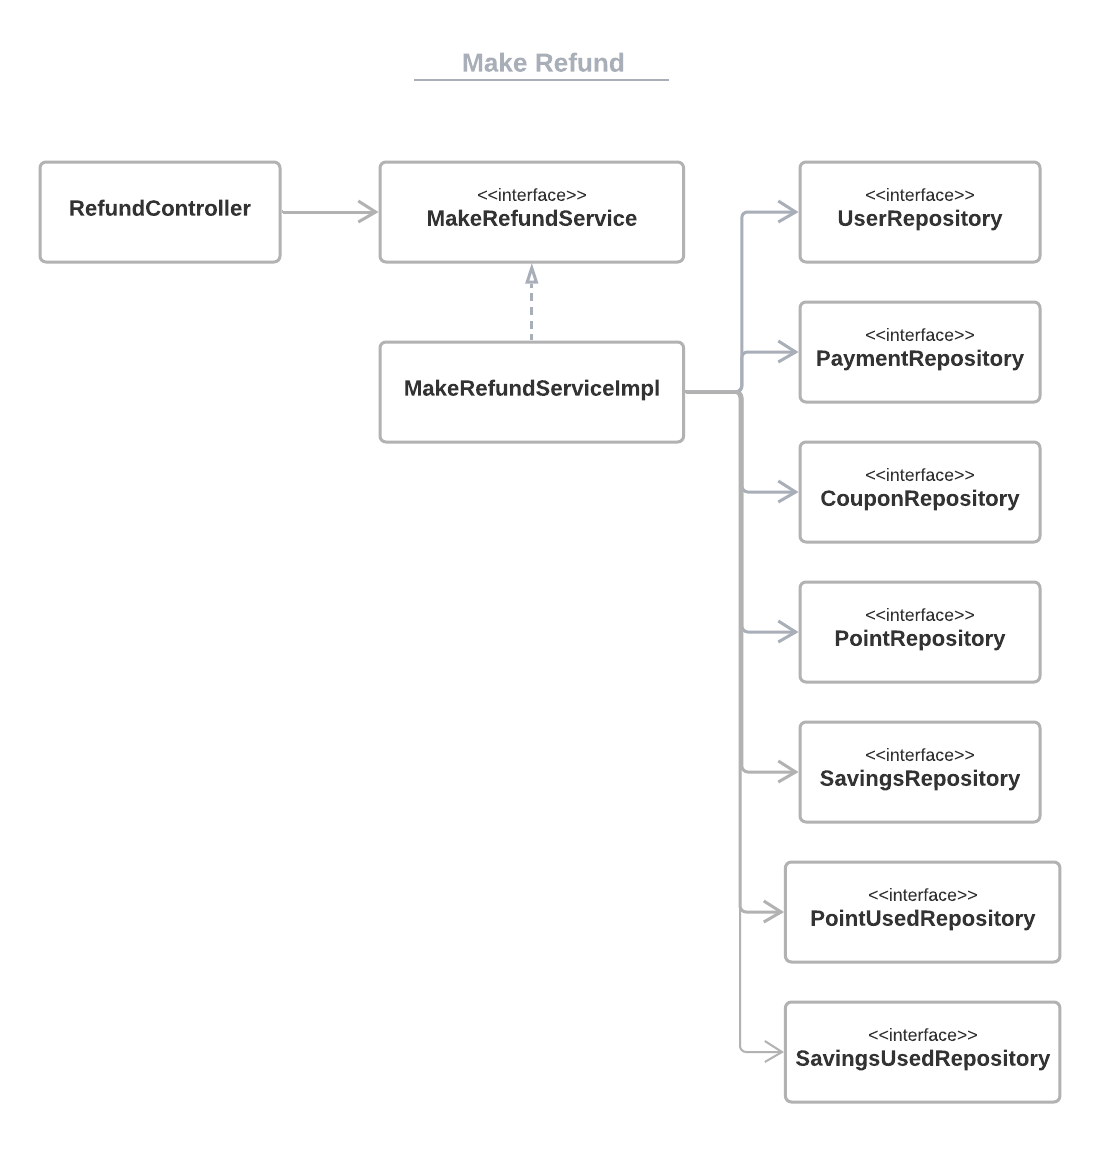 Make Refund
RefundController
<<interface>>
MakeRefundService
MakeRefundServiceImpl
<<interface>>
UserRepository
<<interface>>
PaymentRepository
<<interface>>
CouponRepository
<<interface>>
PointRepository
<<interface>>
SavingsRepository
<<interface>>
PointUsedRepository
<<interface>>
SavingsUsedRepository